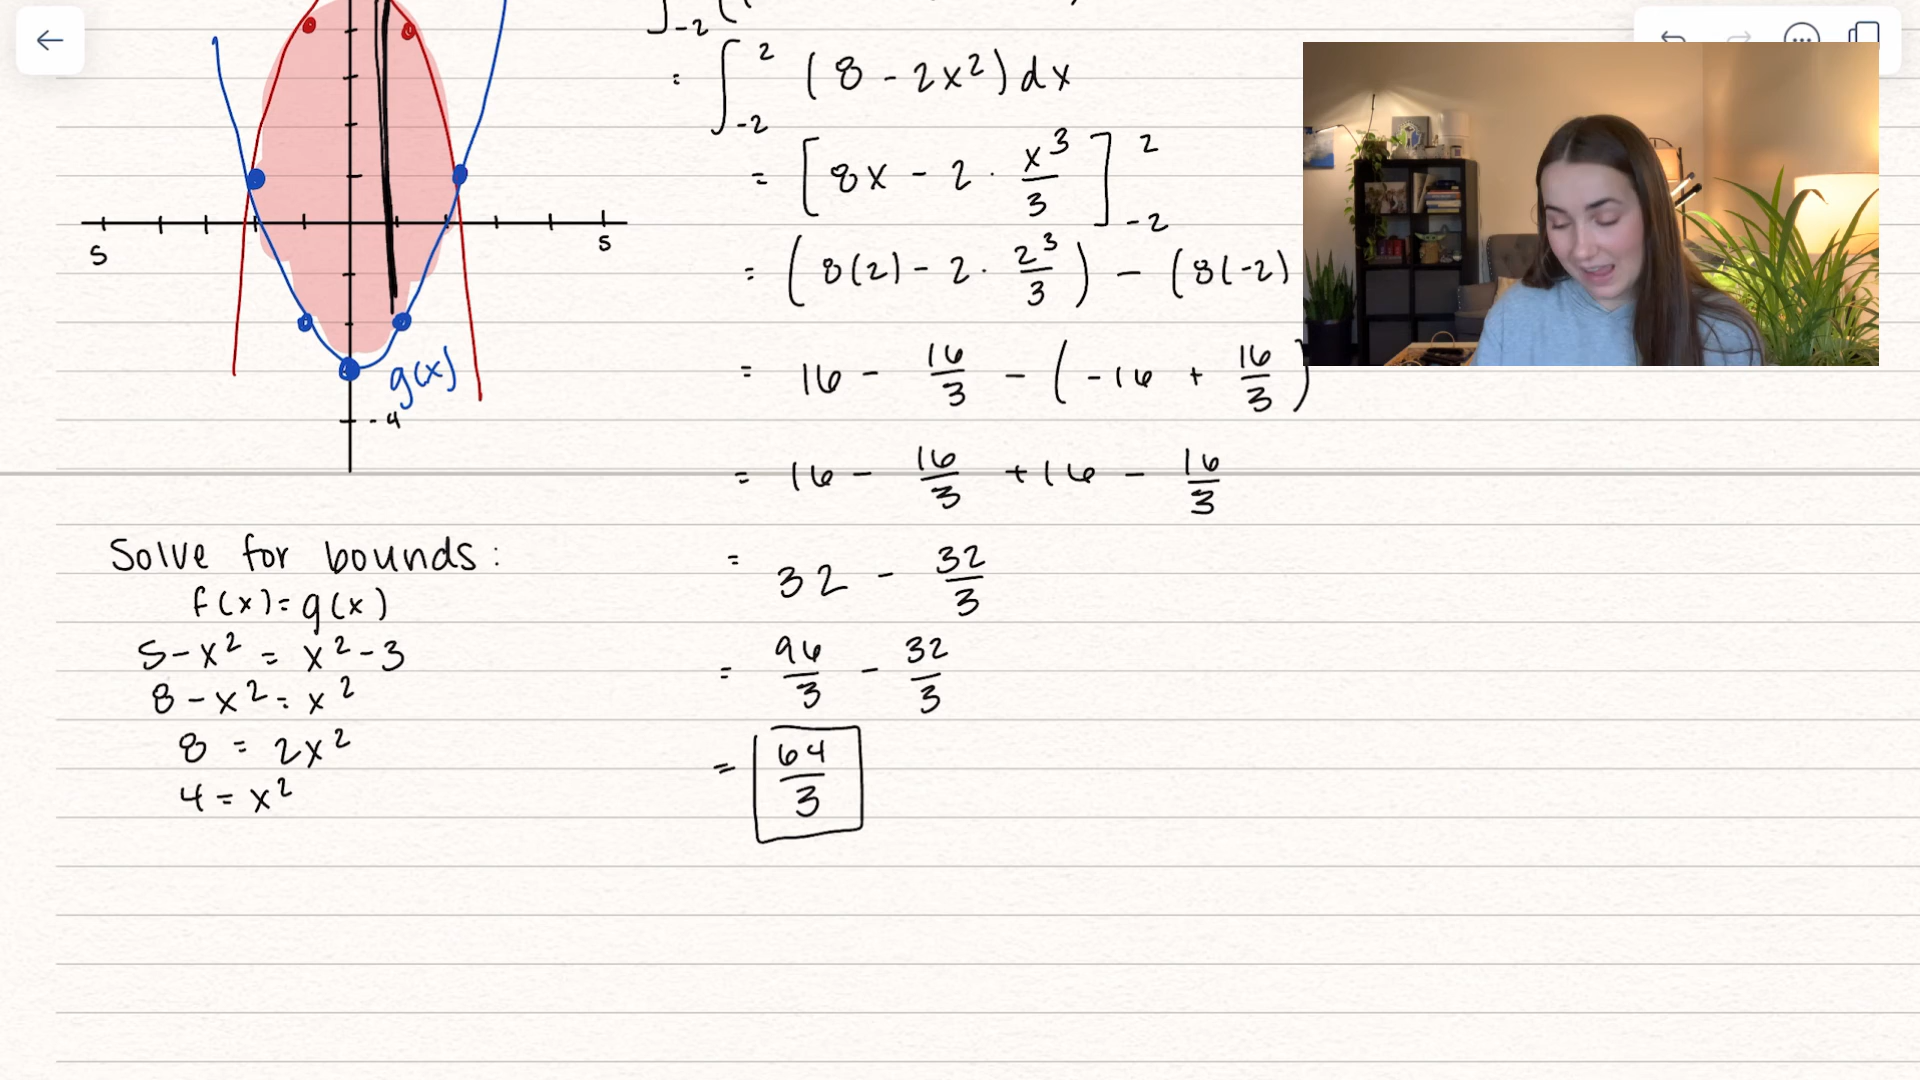 ∫_{-2} (
= ∫_{-2}^{2} (8 - 2x²) dx
= [8x - 2 · x³/3]_{-2}^{2}
= (8(2) - 2 · 2³/3) - (8(-2)
= 16 - 16/3 - (-16 + 16/3)
= 16 - 16/3 + 16 - 16/3
= 32 - 32/3
= 96/3 - 32/3
= 64/3
5 5
g(x)
-4
Solve for bounds:
f(x) = g(x)
5 - x² = x² - 3
8 - x² = x²
8 = 2x²
4 = x²